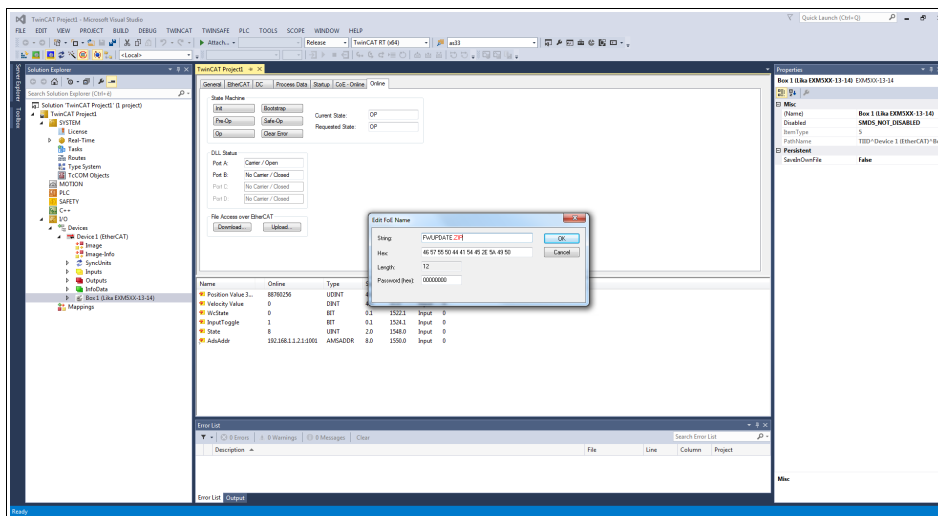 TwinCAT Project1 - Microsoft Visual Studio
Quick Launch (Ctrl+Q)
FILE EDIT VIEW PROJECT BUILD DEBUG TWINCAT TWINSAFE PLC TOOLS SCOPE WINDOW HELP
Attach...
Release
TwinCAT RT (x64)
as33
<Local>
Server Explorer
Toolbox
Solution Explorer
Search Solution Explorer (Ctrl+è)
Solution 'TwinCAT Project1' (1 project)
TwinCAT Project1
SYSTEM
License
Real-Time
Tasks
Routes
Type System
TcCOM Objects
MOTION
PLC
SAFETY
C++
I/O
Devices
Device 1 (EtherCAT)
Image
Image-Info
SyncUnits
Inputs
Outputs
InfoData
Box 1 (Lika EXM5XX-13-14)
Mappings
TwinCAT Project1
General EtherCAT DC Process Data Startup CoE - Online Online
State Machine
Init Bootstrap
Pre-Op Safe-Op
Op Clear Error
Current State: OP
Requested State: OP
DLL Status
Port A: Carrier / Open
Port B: No Carrier / Closed
Port C: No Carrier / Closed
Port D: No Carrier / Closed
File Access over EtherCAT
Download... Upload...
Edit FoE Name
String: FWUPDATE.ZIP
OK
Hex: 46 57 55 50 44 41 54 45 2E 5A 49 50
Cancel
Length: 12
Password (hex): 00000000
Name Online Type
Position Value 3... 88760256 UDINT
Velocity Value 0 DINT
WcState 0 BIT 0.1 1522.1 Input 0
InputToggle 1 BIT 0.1 1524.1 Input 0
State 8 UINT 2.0 1548.0 Input 0
AdsAddr 192.168.1.1.2.1:1001 AMSADDR 8.0 1550.0 Input 0
Error List
0 Errors 0 Warnings 0 Messages Clear
Search Error List
Description File Line Column Project
Error List Output
Properties
Box 1 (Lika EXM5XX-13-14) EXM5XX-13-14
Misc
(Name) Box 1 (Lika EXM5XX-13-14)
Disabled SMDS_NOT_DISABLED
ItemType 5
PathName TIID^Device 1 (EtherCAT)^B
Persistent
SaveInOwnFile False
Misc
Ready